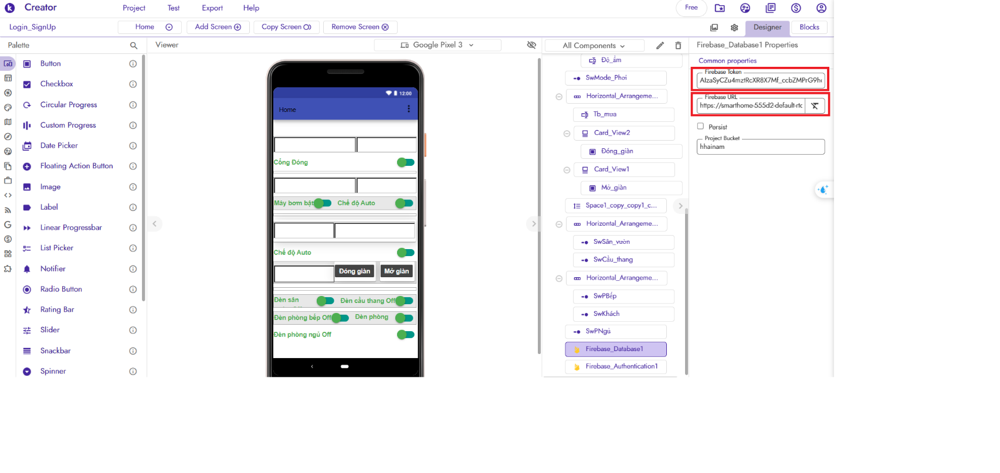 Creator
Project
Test
Export
Help
Free
Login_SignUp
Home
Add Screen
Copy Screen
Remove Screen
Designer
Blocks
Palette
Viewer
Google Pixel 3
All Components
Firebase_Database1 Properties
Button
Checkbox
Circular Progress
Custom Progress
Date Picker
Floating Action Button
Image
Label
Linear Progressbar
List Picker
Notifier
Radio Button
Rating Bar
Slider
Snackbar
Spinner
12:00
Home
Cổng Đóng
Máy bơm bật
Chế độ Auto
Chế độ Auto
Đóng giàn
Mở giàn
Đèn sân
Đèn cầu thang Off
Đèn phòng bếp Off
Đèn phòng
Đèn phòng ngủ Off
Độ_ẩm
SwMode_Phơi
Horizontal_Arrangeme...
Tb_mưa
Card_View2
Đóng_giàn
Card_View1
Mở_giàn
Space1_copy_copy1_c...
Horizontal_Arrangeme...
SwSân_vườn
SwCầu_thang
Horizontal_Arrangeme...
SwPBếp
SwKhách
SwPNgủ
Firebase_Database1
Firebase_Authentication1
Common properties
Firebase Token
Firebase URL
https://smarthome-555d2-default-rtc
Persist
Project Bucket
hhainam